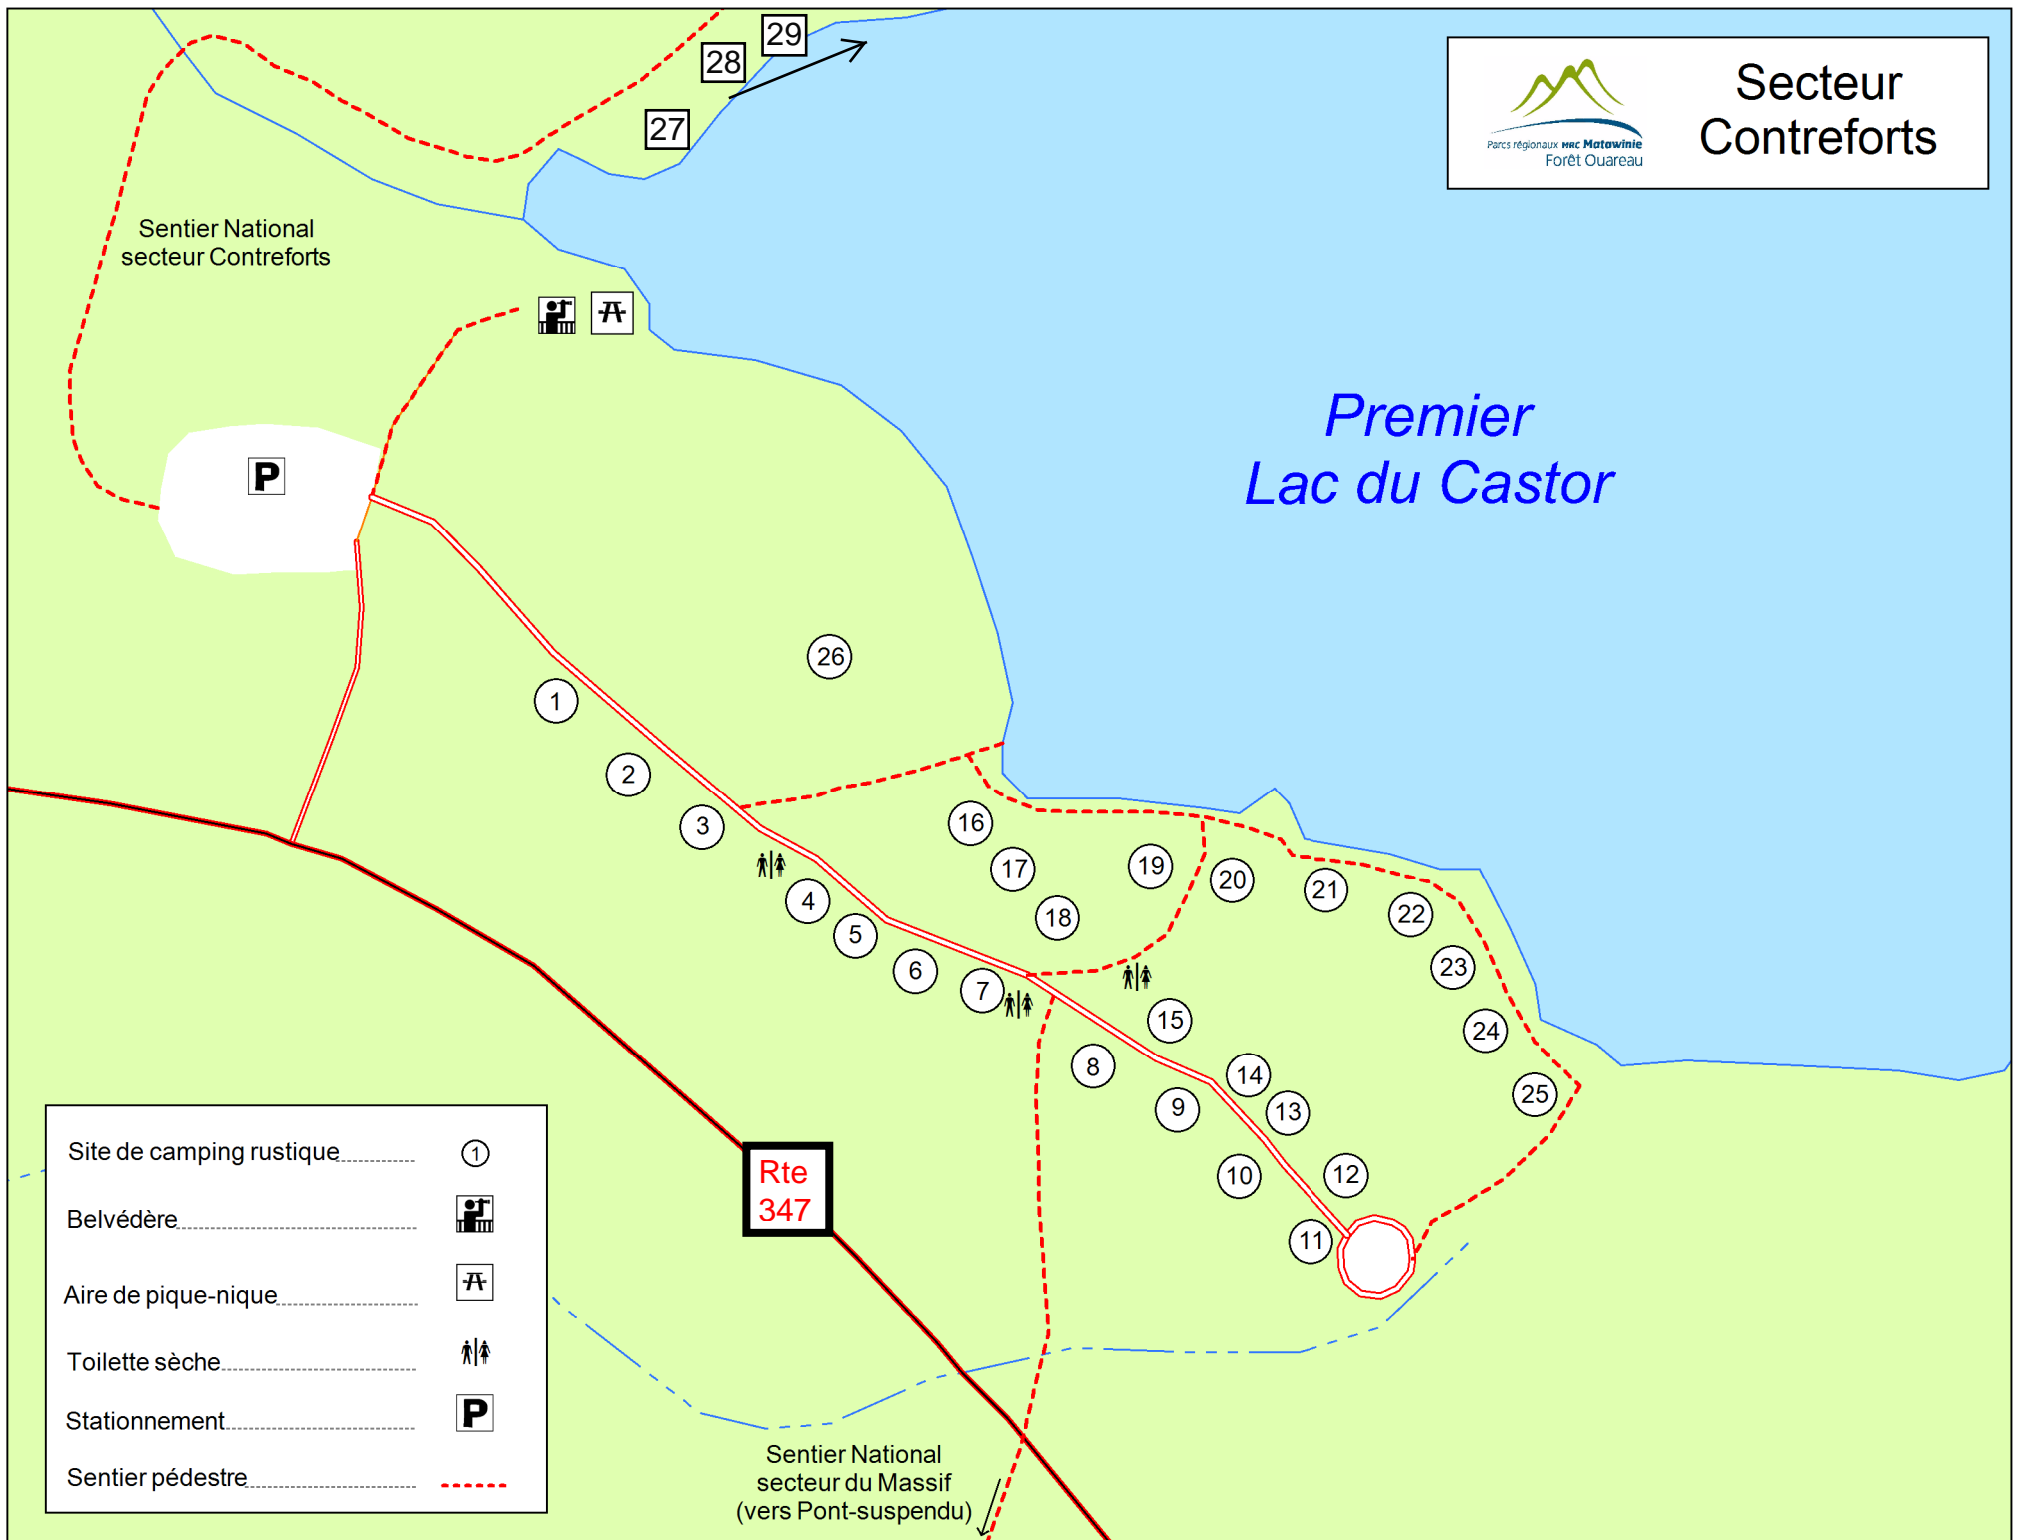 29
28
27
Secteur
Contreforts
Parcs régionaux MRC Matawinie
Forêt Ouareau
Sentier National
secteur Contreforts
Premier
Lac du Castor
P
26
1
2
3
16
17
18
19
20
21
22
23
24
25
4
5
6
7
15
8
14
9
13
10
12
11
Rte
347
Site de camping rustique
1
Belvédère
Aire de pique-nique
Toilette sèche
Stationnement
P
Sentier pédestre
Sentier National
secteur du Massif
(vers Pont-suspendu)